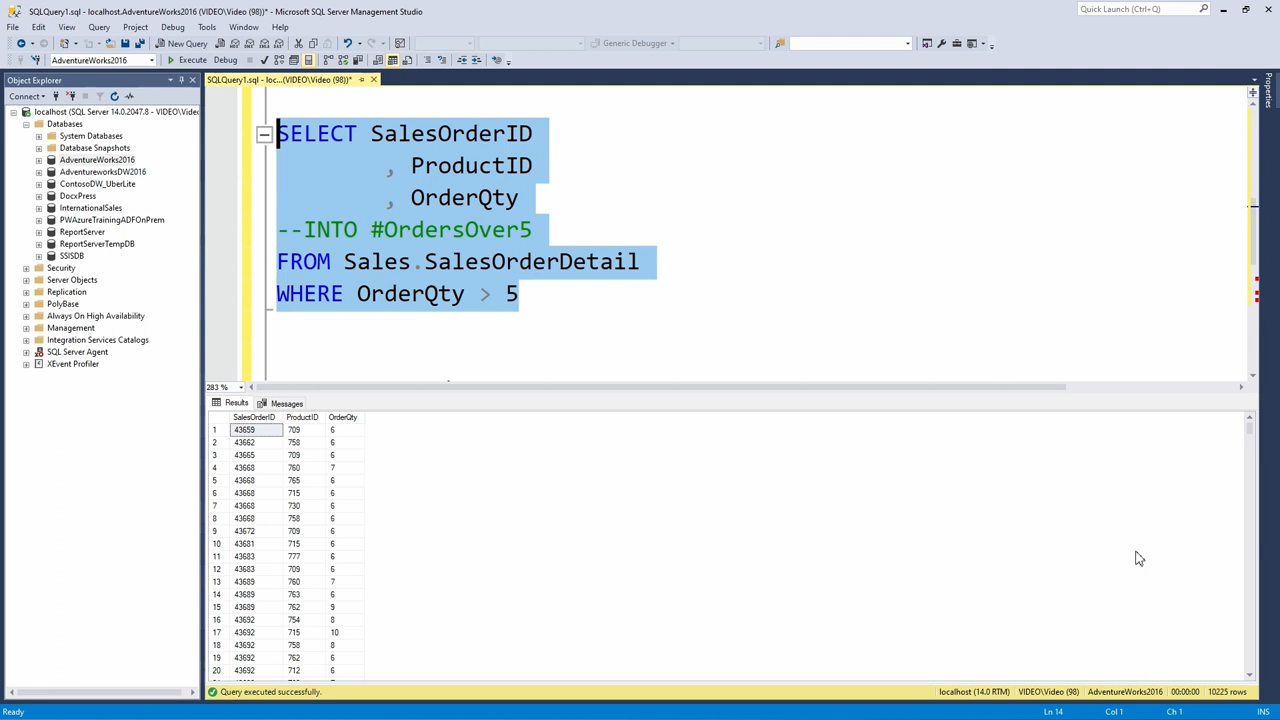 SQLQuery1.sql - localhost.AdventureWorks2016 (VIDEO\Video (98))* - Microsoft SQL Server Management Studio
Quick Launch (Ctrl+Q)
File Edit View Query Project Debug Tools Window Help
New Query
Generic Debugger
AdventureWorks2016 Execute Debug
Object Explorer
SQLQuery1.sql - loc...(VIDEO\Video (98))*
Properties
Connect
localhost (SQL Server 14.0.2047.8 - VIDEO\Vide
Databases
System Databases
Database Snapshots
AdventureWorks2016
AdventureworksDW2016
ContosoDW_UberLite
DocxPress
InternationalSales
PWAzureTrainingADFOnPrem
ReportServer
ReportServerTempDB
SSISDB
Security
Server Objects
Replication
PolyBase
Always On High Availability
Management
Integration Services Catalogs
SQL Server Agent
XEvent Profiler
SELECT SalesOrderID
, ProductID
, OrderQty
--INTO #OrdersOver5
FROM Sales.SalesOrderDetail
WHERE OrderQty > 5
283 %
Results Messages
SalesOrderID ProductID OrderQty
1 43659 709 6
2 43662 758 6
3 43665 709 6
4 43668 760 7
5 43668 765 6
6 43668 715 6
7 43668 730 6
8 43668 758 6
9 43672 709 6
10 43681 715 6
11 43683 777 6
12 43683 709 6
13 43689 760 7
14 43689 763 6
15 43689 762 9
16 43692 754 8
17 43692 715 10
18 43692 758 8
19 43692 762 6
20 43692 712 6
Query executed successfully.
localhost (14.0 RTM) VIDEO\Video (98) AdventureWorks2016 00:00:00 10225 rows
Ready
Ln 14 Col 1 Ch 1 INS